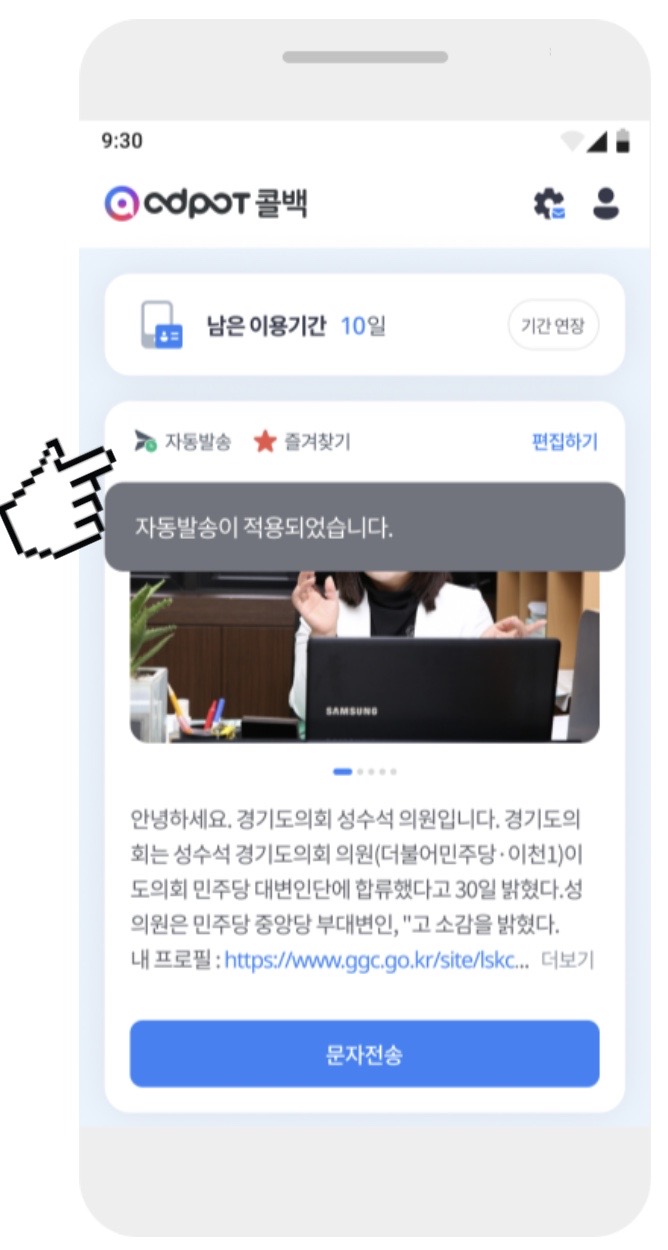 9:30
adpot 콜백
남은 이용기간 10일
기간 연장
자동발송 즐겨찾기 편집하기
자동발송이 적용되었습니다.
SAMSUNG
안녕하세요. 경기도의회 성수석 의원입니다. 경기도의
회는 성수석 경기도의회 의원(더불어민주당·이천1)이
도의회 민주당 대변인단에 합류했다고 30일 밝혔다.성
의원은 민주당 중앙당 부대변인, "고 소감을 밝혔다.
내 프로필 : https://www.ggc.go.kr/site/lskc... 더보기
문자전송